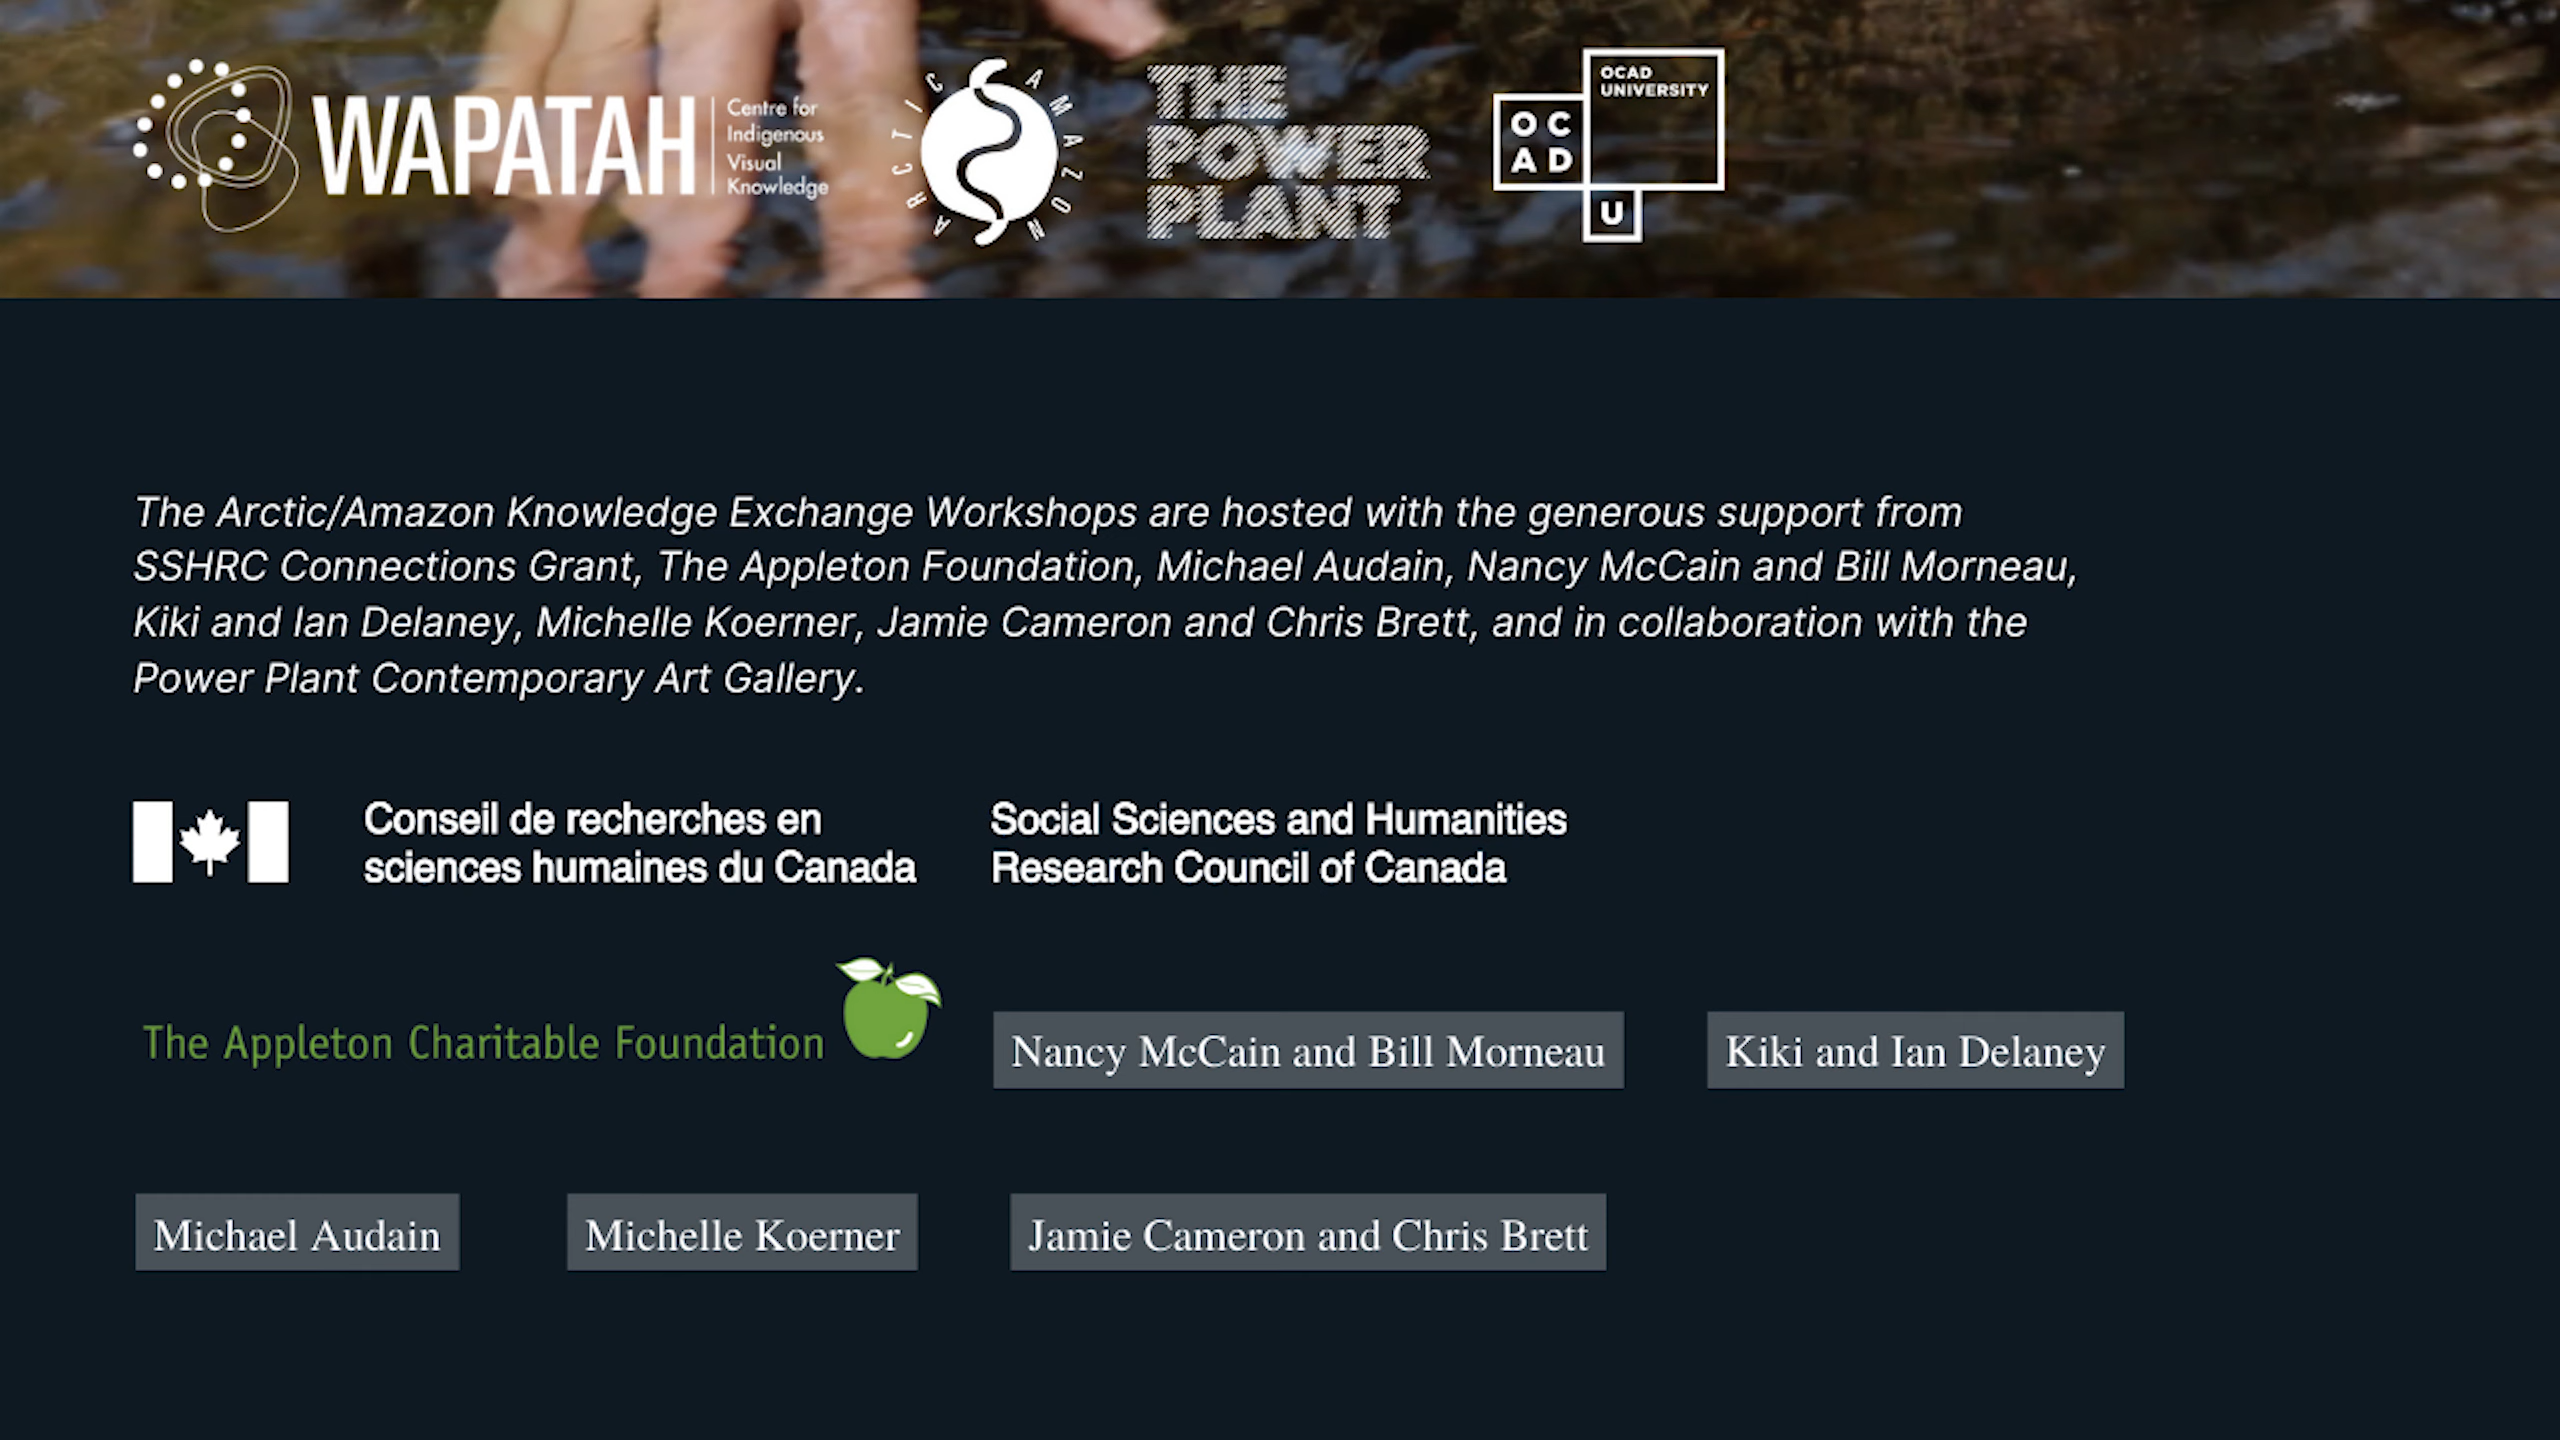 WAPATAH
Centre for
Indigenous
Visual
Knowledge
ARCTIC AMAZON
THE
POWER
PLANT
OCAD
UNIVERSITY
OC
AD
U
The Arctic/Amazon Knowledge Exchange Workshops are hosted with the generous support from
SSHRC Connections Grant, The Appleton Foundation, Michael Audain, Nancy McCain and Bill Morneau,
Kiki and Ian Delaney, Michelle Koerner, Jamie Cameron and Chris Brett, and in collaboration with the
Power Plant Contemporary Art Gallery.
Conseil de recherches en
sciences humaines du Canada
Social Sciences and Humanities
Research Council of Canada
The Appleton Charitable Foundation
Nancy McCain and Bill Morneau
Kiki and Ian Delaney
Michael Audain
Michelle Koerner
Jamie Cameron and Chris Brett